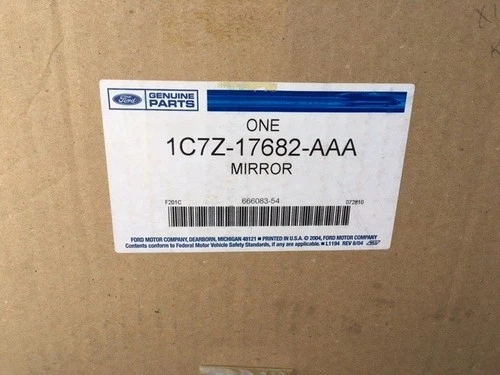 Ford GENUINE PARTS
ONE
1C7Z-17682-AAA
MIRROR
F201C 666083-54 072810
FORD MOTOR COMPANY, DEARBORN, MICHIGAN 48121 ■ PRINTED IN U.S.A. © 2004, FORD MOTOR COMPANY
Contents conform to Federal Motor Vehicle Safety Standards, if any are applicable. ■ L1194 REV 8/04